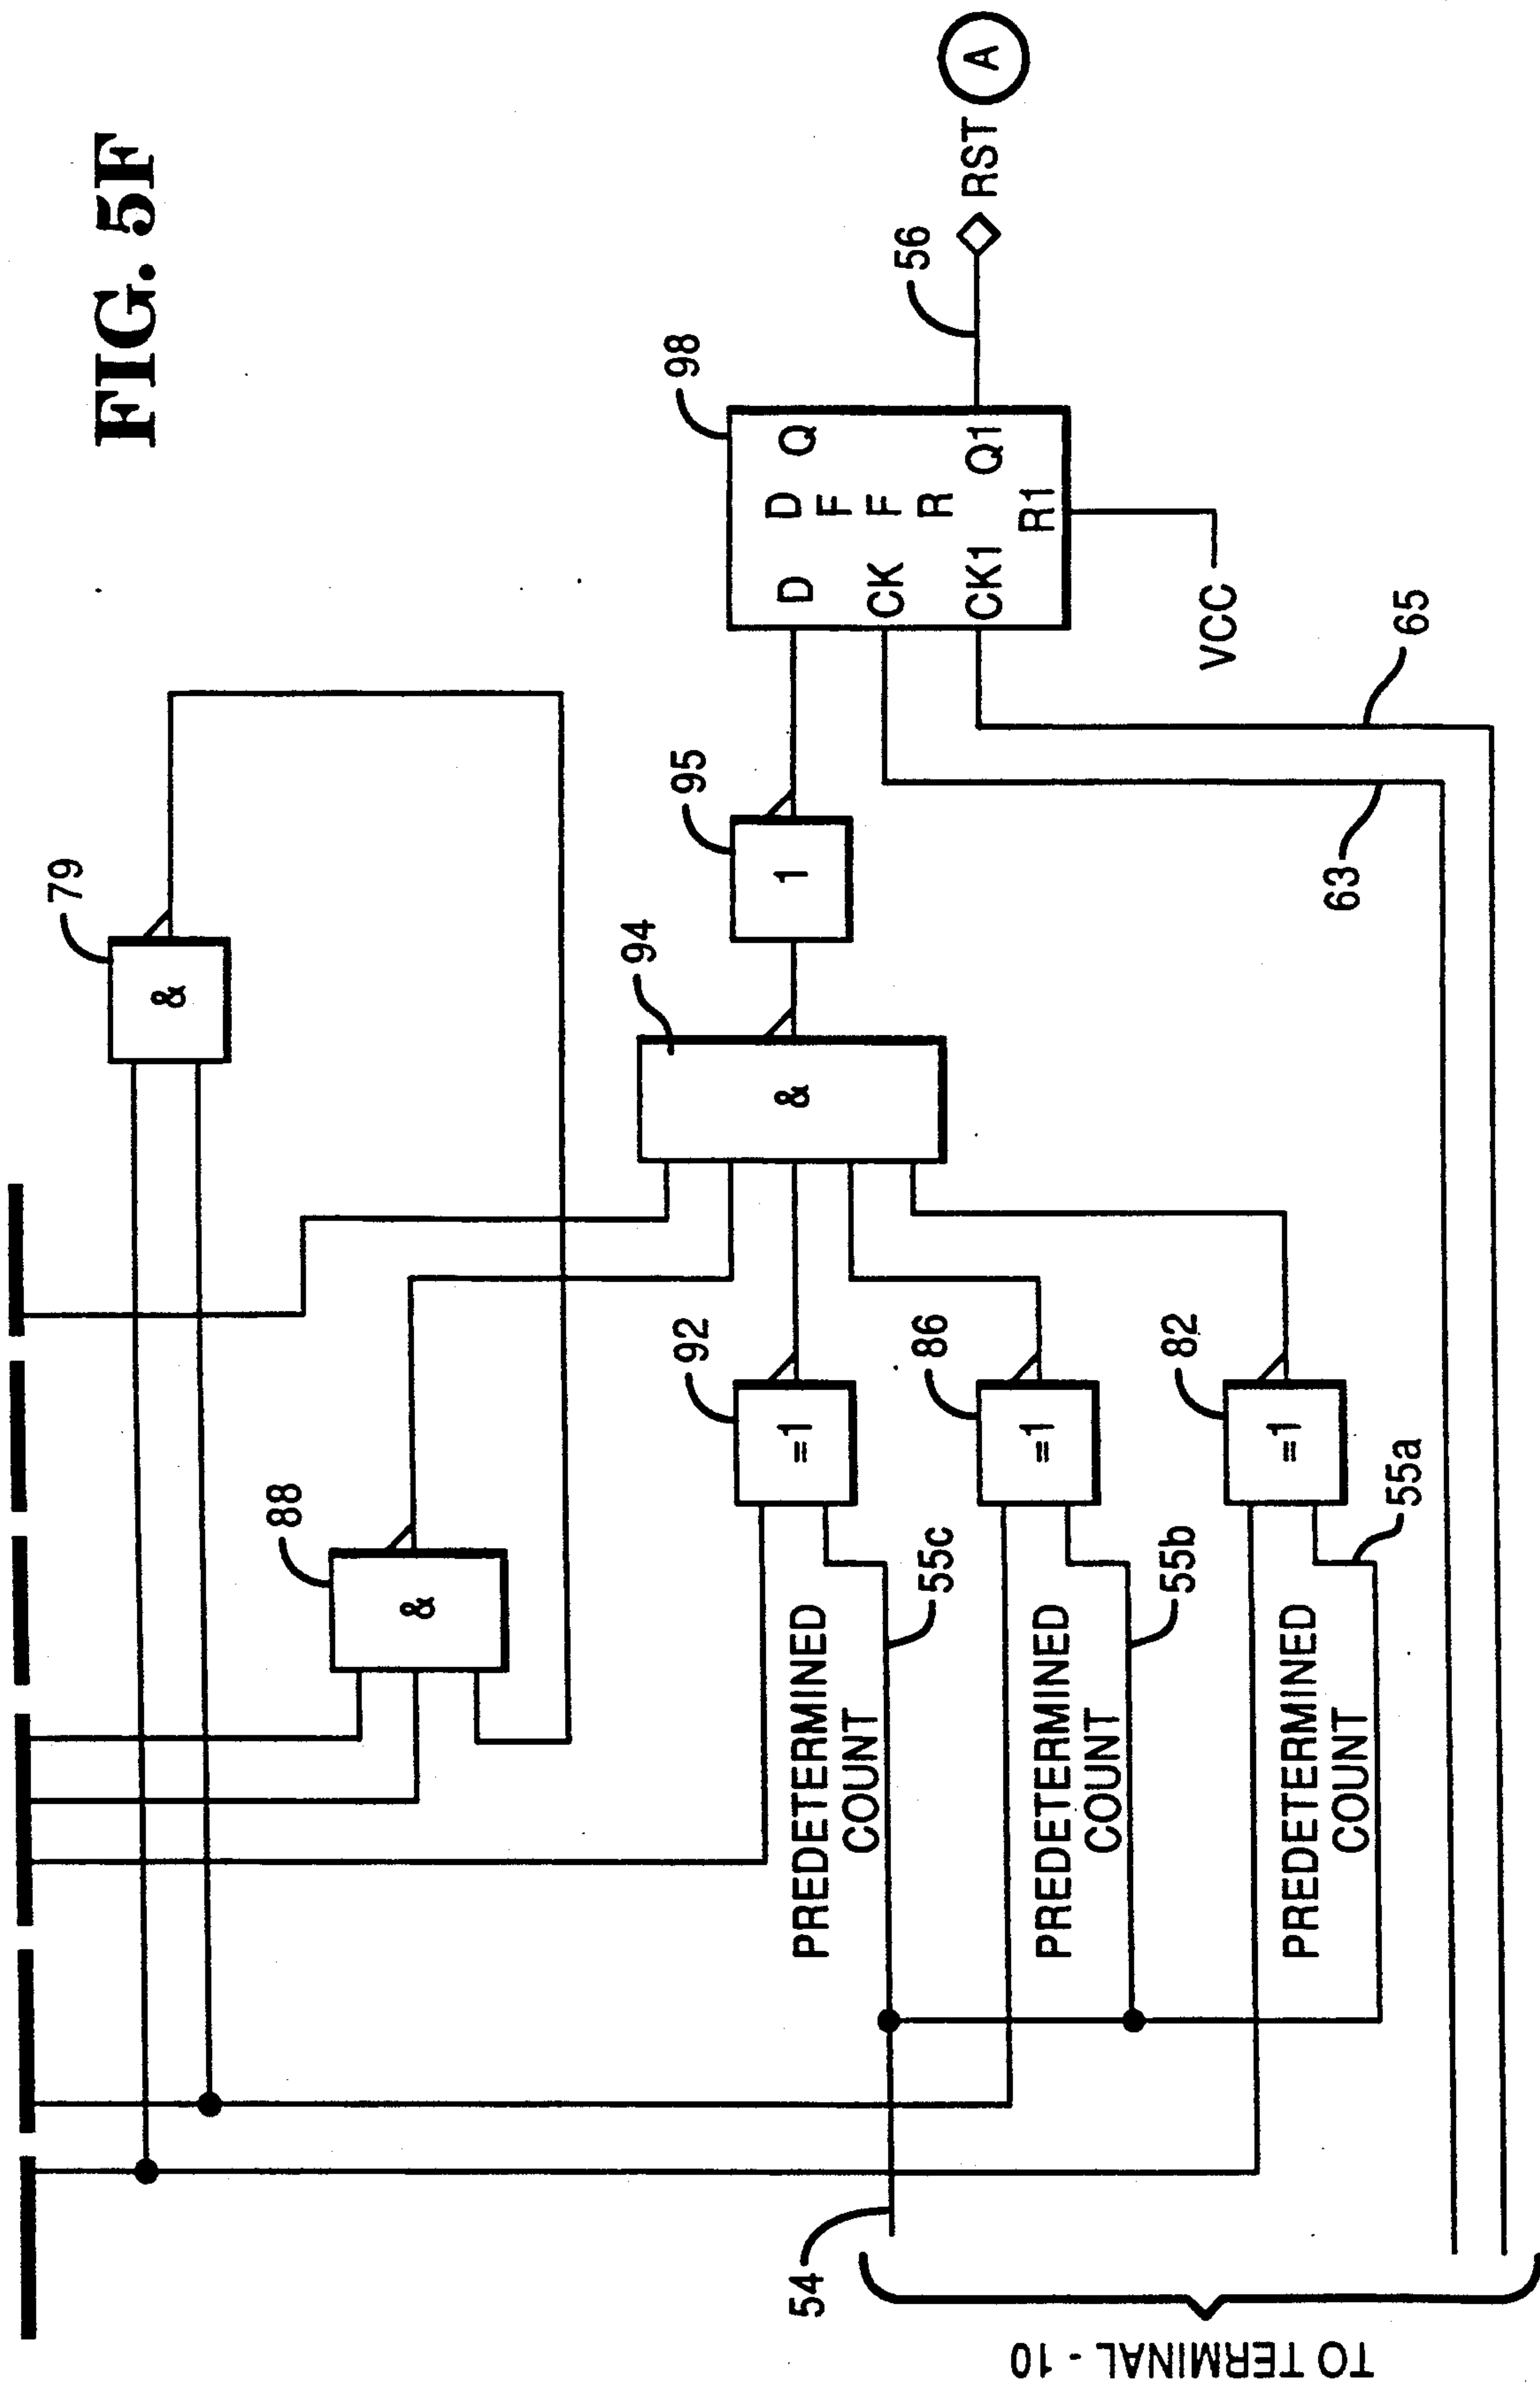 FIG. 5F
79
&
88
&
94
&
95
1
98
D D Q
F
CK F
R
CK1 Q1
R1
56
RST
A
VCC
92
=1
86
=1
82
=1
PREDETERMINED
COUNT
55c
PREDETERMINED
COUNT
55b
PREDETERMINED
COUNT
55a
54
63
65
TO TERMINAL - 10